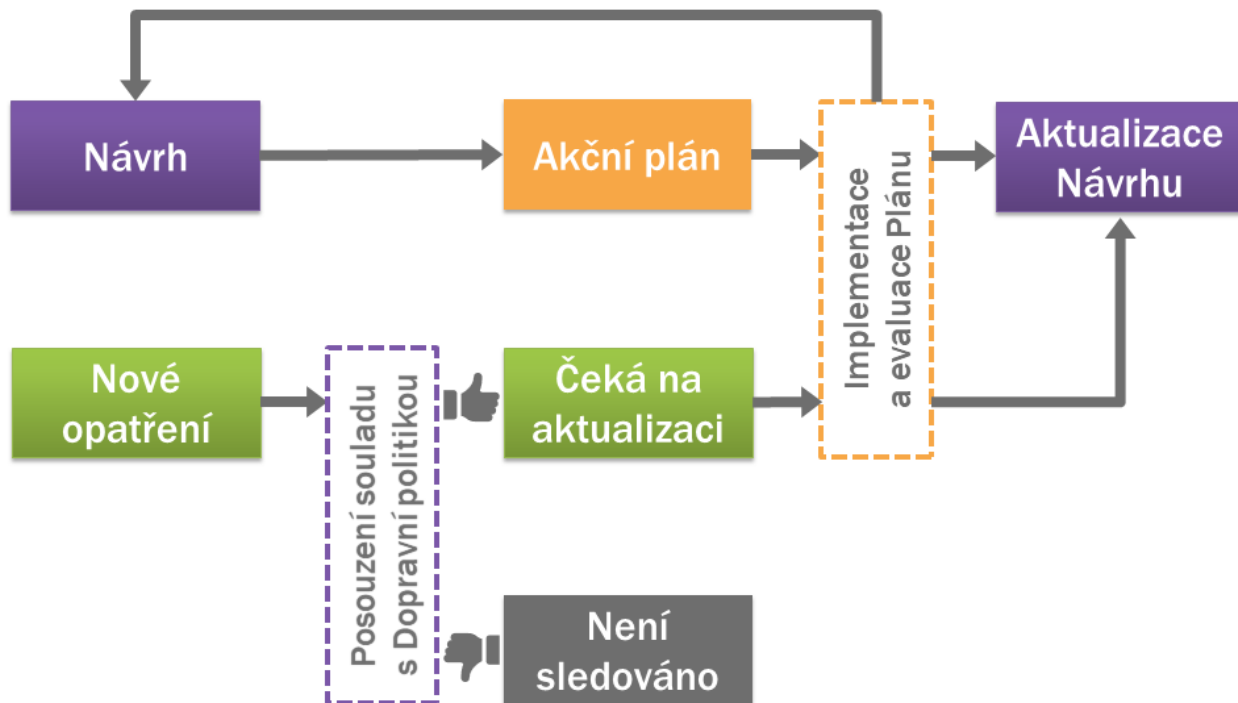 Návrh
Akční plán
Implementace
a evaluace Plánu
Aktualizace
Návrhu
Nové
opatření
Posouzení souladu
s Dopravní politikou
Čeká na
aktualizaci
Není
sledováno